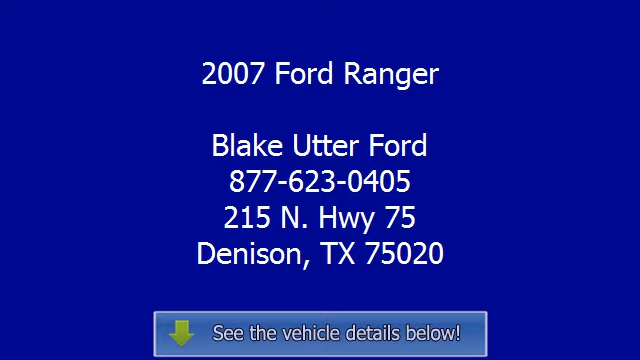 2007 Ford Ranger
Blake Utter Ford
877-623-0405
215 N. Hwy 75
Denison, TX 75020
See the vehicle details below!